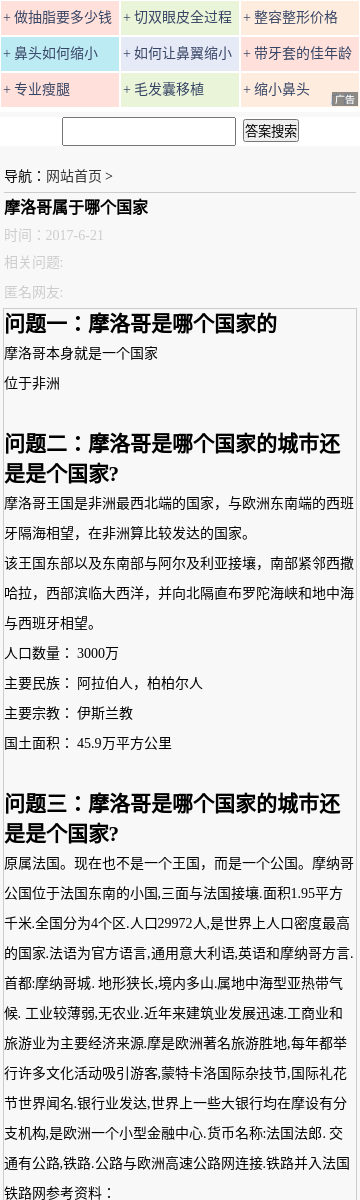 + 做抽脂要多少钱
+ 切双眼皮全过程
+ 整容整形价格
+ 鼻头如何缩小
+ 如何让鼻翼缩小
+ 带牙套的佳年龄
+ 专业瘦腿
+ 毛发囊移植
+ 缩小鼻头
广告
答案搜索
导航：网站首页 >
摩洛哥属于哪个国家
时间：2017-6-21
相关问题:
匿名网友:
问题一：摩洛哥是哪个国家的
摩洛哥本身就是一个国家
位于非洲
问题二：摩洛哥是哪个国家的城市还
是是个国家?
摩洛哥王国是非洲最西北端的国家，与欧洲东南端的西班
牙隔海相望，在非洲算比较发达的国家。
该王国东部以及东南部与阿尔及利亚接壤，南部紧邻西撒
哈拉，西部滨临大西洋，并向北隔直布罗陀海峡和地中海
与西班牙相望。
人口数量： 3000万
主要民族： 阿拉伯人，柏柏尔人
主要宗教： 伊斯兰教
国土面积： 45.9万平方公里
问题三：摩洛哥是哪个国家的城市还
是是个国家?
原属法国。现在也不是一个王国，而是一个公国。摩纳哥
公国位于法国东南的小国,三面与法国接壤.面积1.95平方
千米.全国分为4个区.人口29972人,是世界上人口密度最高
的国家.法语为官方语言,通用意大利语,英语和摩纳哥方言.
首都:摩纳哥城. 地形狭长,境内多山.属地中海型亚热带气
候. 工业较薄弱,无农业.近年来建筑业发展迅速.工商业和
旅游业为主要经济来源.摩是欧洲著名旅游胜地,每年都举
行许多文化活动吸引游客,蒙特卡洛国际杂技节,国际礼花
节世界闻名.银行业发达,世界上一些大银行均在摩设有分
支机构,是欧洲一个小型金融中心.货币名称:法国法郎. 交
通有公路,铁路.公路与欧洲高速公路网连接.铁路并入法国
铁路网参考资料：